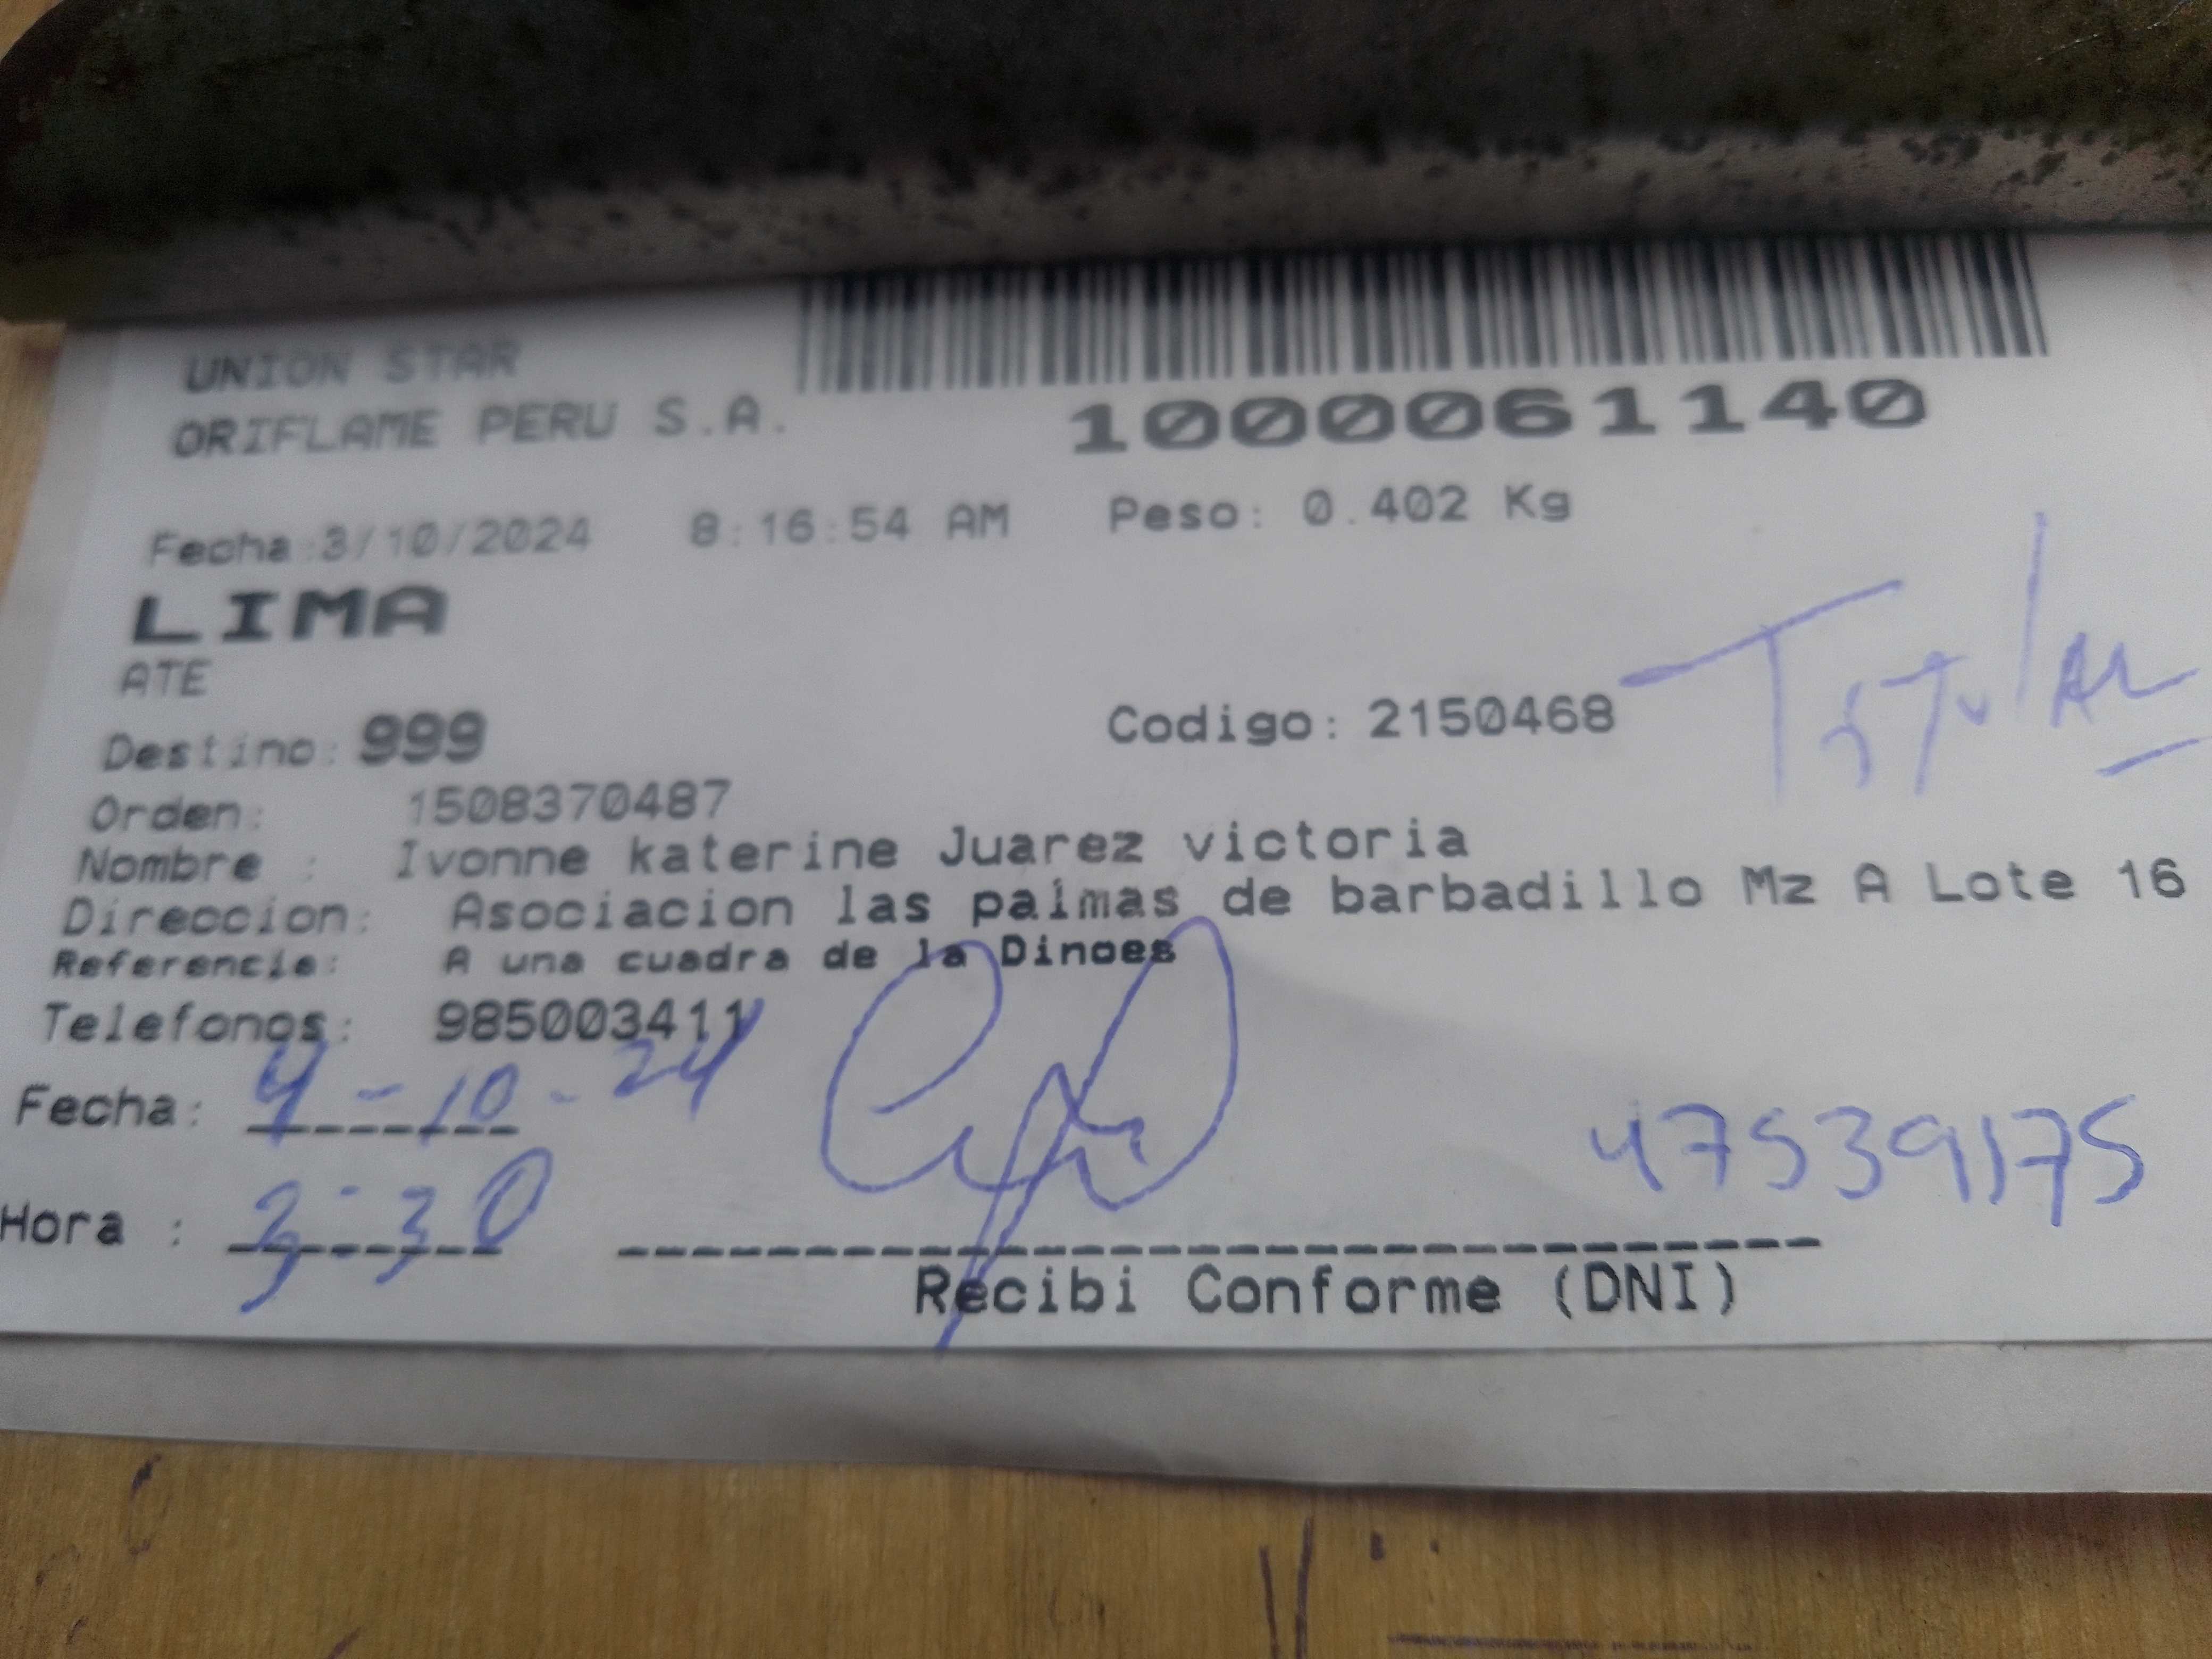 UNION STAR
ORIFLAME PERU S.A.
1000061140
Fecha:3/10/2024 8:16:54 AM Peso: 0.402 Kg
LIMA
ATE
Destino: 999 Codigo: 2150468 Titular
Orden: 1508370487
Nombre : Ivonne katerine Juarez victoria
Direccion: Asociacion las palmas de barbadillo Mz A Lote 16
Referencia: A una cuadra de la Dinoes
Telefonos: 985003411
Fecha: 4-10-24
47539175
Hora : 3:30
Recibi Conforme (DNI)